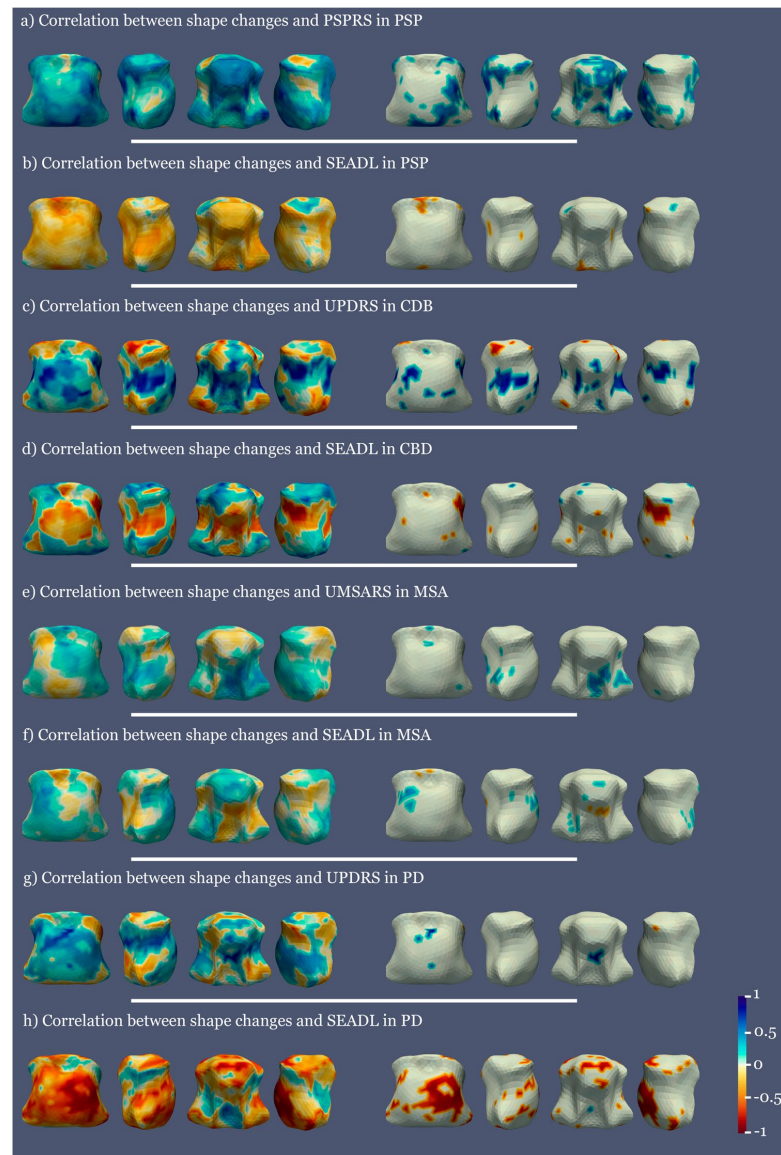 a) Correlation between shape changes and PSPRS in PSP
b) Correlation between shape changes and SEADL in PSP
c) Correlation between shape changes and UPDRS in CDB
d) Correlation between shape changes and SEADL in CBD
e) Correlation between shape changes and UMSARS in MSA
f) Correlation between shape changes and SEADL in MSA
g) Correlation between shape changes and UPDRS in PD
h) Correlation between shape changes and SEADL in PD
1
0.5
0
-0.5
-1